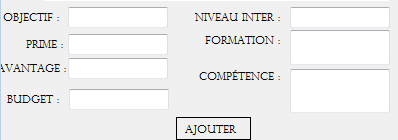 OBJECTIF :
NIVEAU INTER :
PRIME :
FORMATION :
AVANTAGE :
COMPÉTENCE :
BUDGET :
AJOUTER